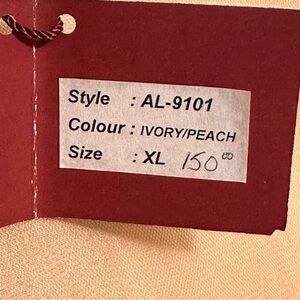 Style : AL-9101
Colour : IVORY/PEACH
Size : XL 150 00